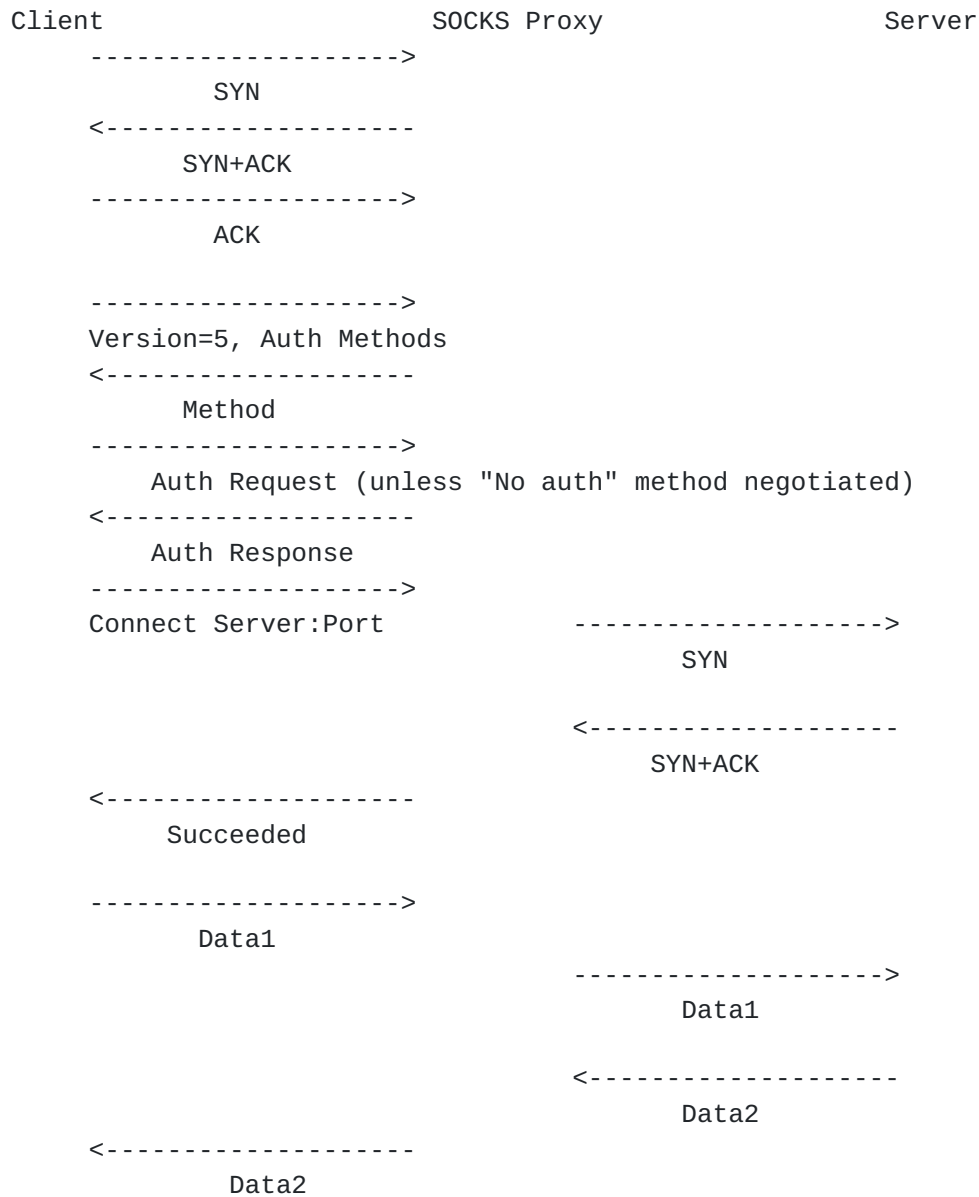 Client SOCKS Proxy Server
-------------------->
SYN
<--------------------
SYN+ACK
-------------------->
ACK
-------------------->
Version=5, Auth Methods
<--------------------
Method
-------------------->
Auth Request (unless "No auth" method negotiated)
<--------------------
Auth Response
-------------------->
Connect Server:Port -------------------->
SYN
<--------------------
SYN+ACK
<--------------------
Succeeded
-------------------->
Data1
-------------------->
Data1
<--------------------
Data2
<--------------------
Data2